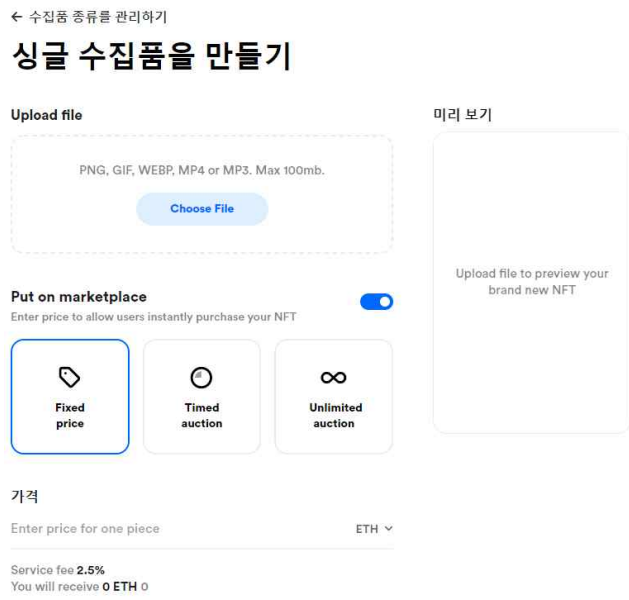 ← 수집품 종류를 관리하기
싱글 수집품을 만들기
Upload file
PNG, GIF, WEBP, MP4 or MP3. Max 100mb.
Choose File
미리 보기
Upload file to preview your
brand new NFT
Put on marketplace
Enter price to allow users instantly purchase your NFT
Fixed
price
Timed
auction
Unlimited
auction
가격
Enter price for one piece
ETH
Service fee 2.5%
You will receive 0 ETH 0